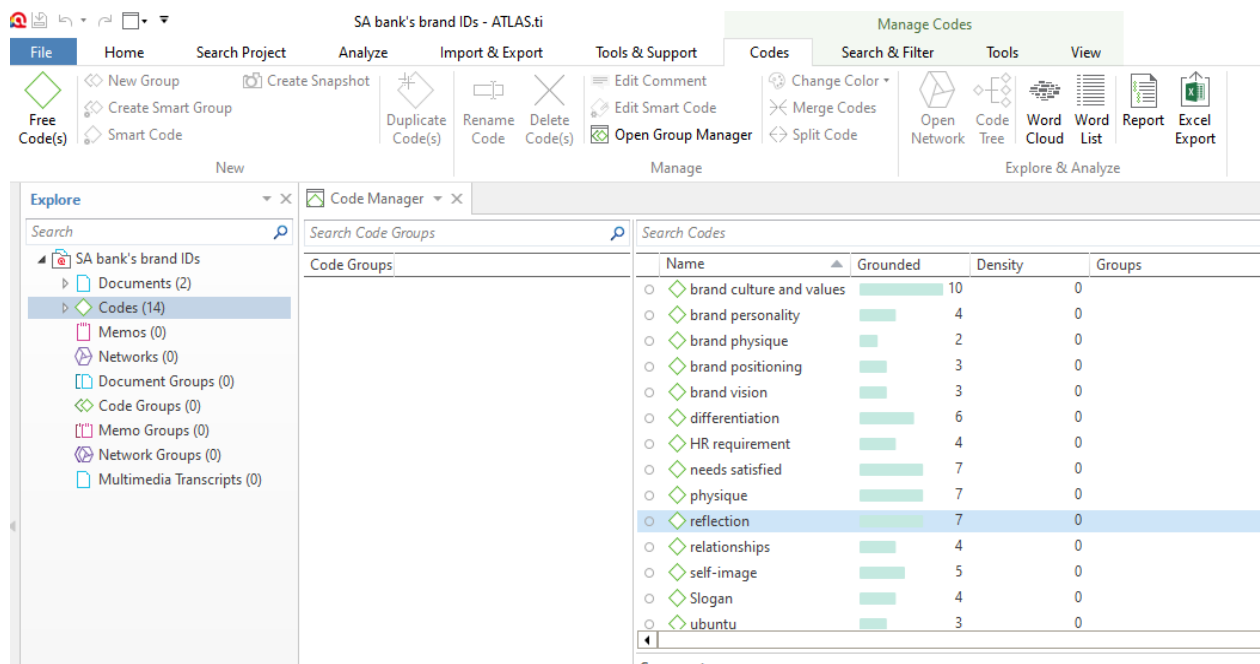 SA bank's brand IDs - ATLAS.ti
Manage Codes
File Home Search Project Analyze Import & Export Tools & Support Codes Search & Filter Tools View
Free Code(s)
New Group
Create Smart Group
Smart Code
Create Snapshot
New
Duplicate Code(s)
Rename Code
Delete Code(s)
Edit Comment
Edit Smart Code
Open Group Manager
Change Color
Merge Codes
Split Code
Manage
Open Network
Code Tree
Word Cloud
Word List
Report
Excel Export
Explore & Analyze
Explore
Search
SA bank's brand IDs
Documents (2)
Codes (14)
Memos (0)
Networks (0)
Document Groups (0)
Code Groups (0)
Memo Groups (0)
Network Groups (0)
Multimedia Transcripts (0)
Code Manager
Search Code Groups
Code Groups
Search Codes
Name Grounded Density Groups
brand culture and values 10 0
brand personality 4 0
brand physique 2 0
brand positioning 3 0
brand vision 3 0
differentiation 6 0
HR requirement 4 0
needs satisfied 7 0
physique 7 0
reflection 7 0
relationships 4 0
self-image 5 0
Slogan 4 0
ubuntu 3 0